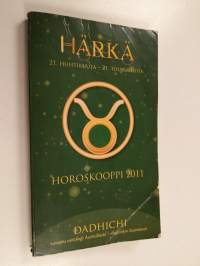 HÄRKÄ
21. HUHTIKUUTA – 21. TOUKOKUUTA
HOROSKOOPPI 2011
DADHICHI